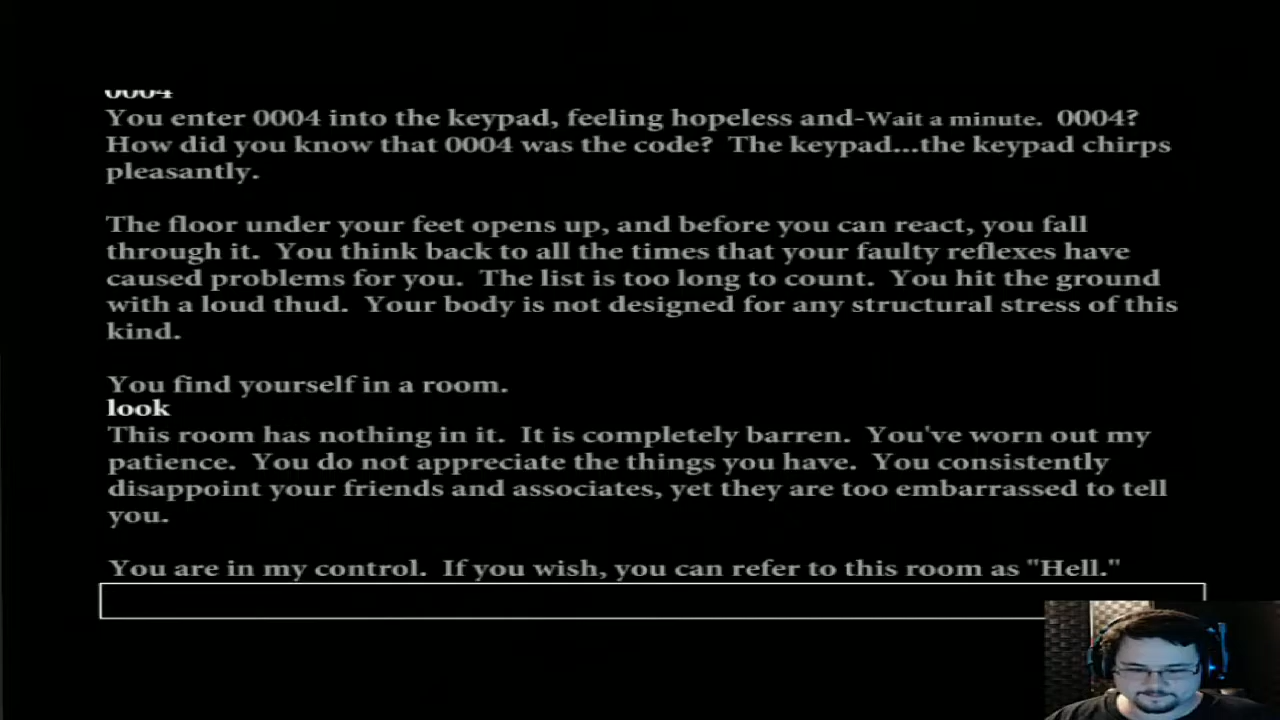 0004
You enter 0004 into the keypad, feeling hopeless and-Wait a minute. 0004?
How did you know that 0004 was the code? The keypad...the keypad chirps
pleasantly.
The floor under your feet opens up, and before you can react, you fall
through it. You think back to all the times that your faulty reflexes have
caused problems for you. The list is too long to count. You hit the ground
with a loud thud. Your body is not designed for any structural stress of this
kind.
You find yourself in a room.
look
This room has nothing in it. It is completely barren. You've worn out my
patience. You do not appreciate the things you have. You consistently
disappoint your friends and associates, yet they are too embarrassed to tell
you.
You are in my control. If you wish, you can refer to this room as "Hell."